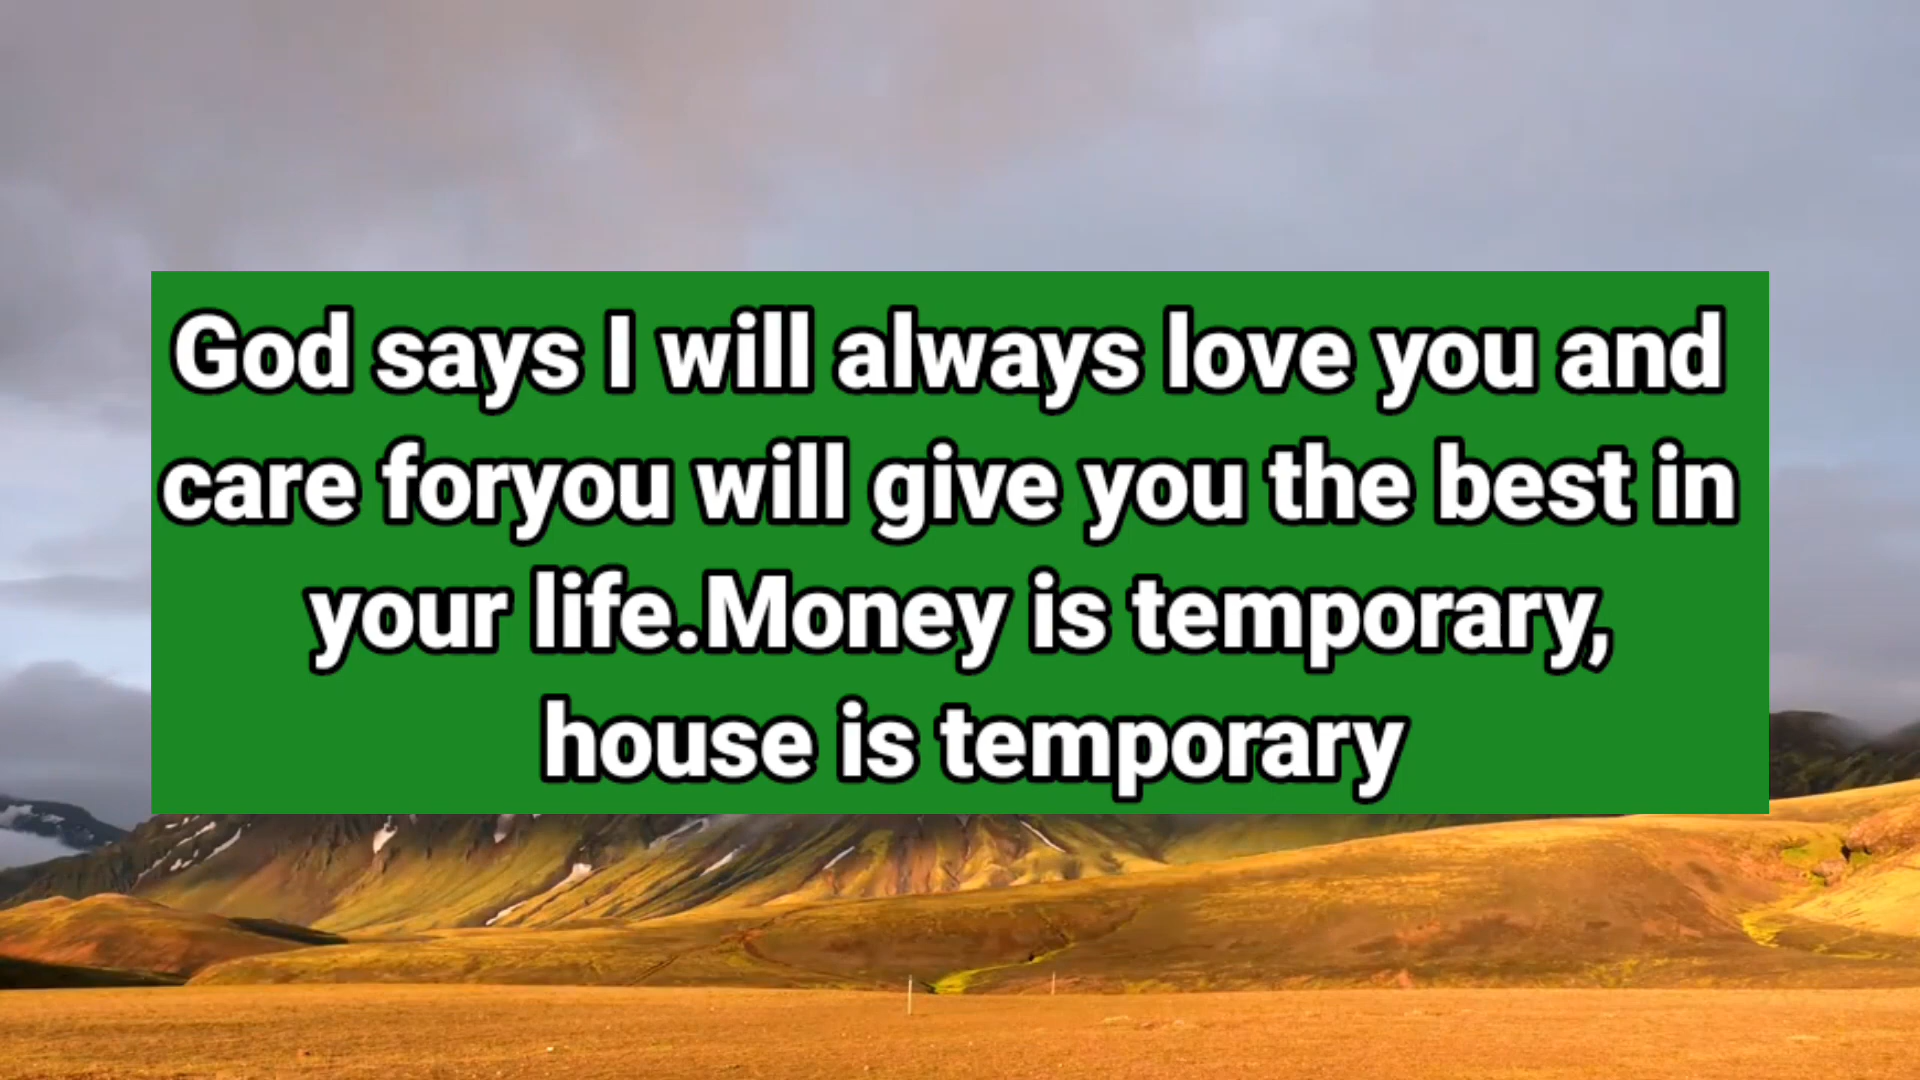 God says I will always love you and
care foryou will give you the best in
your life.Money is temporary,
house is temporary